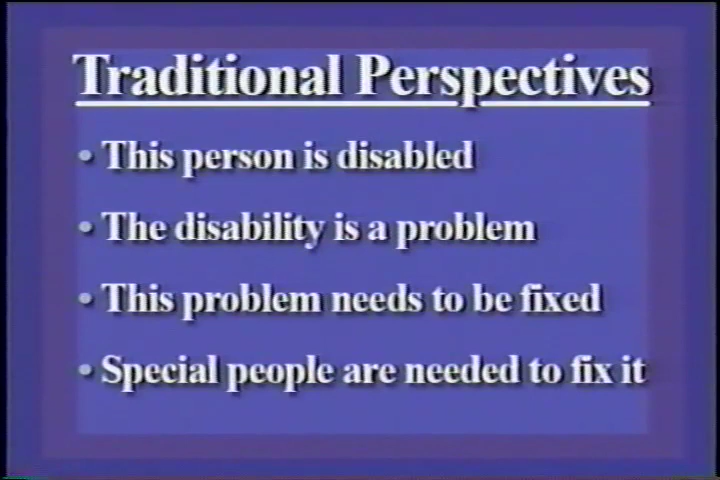 Traditional Perspectives
• This person is disabled
• The disability is a problem
• This problem needs to be fixed
• Special people are needed to fix it